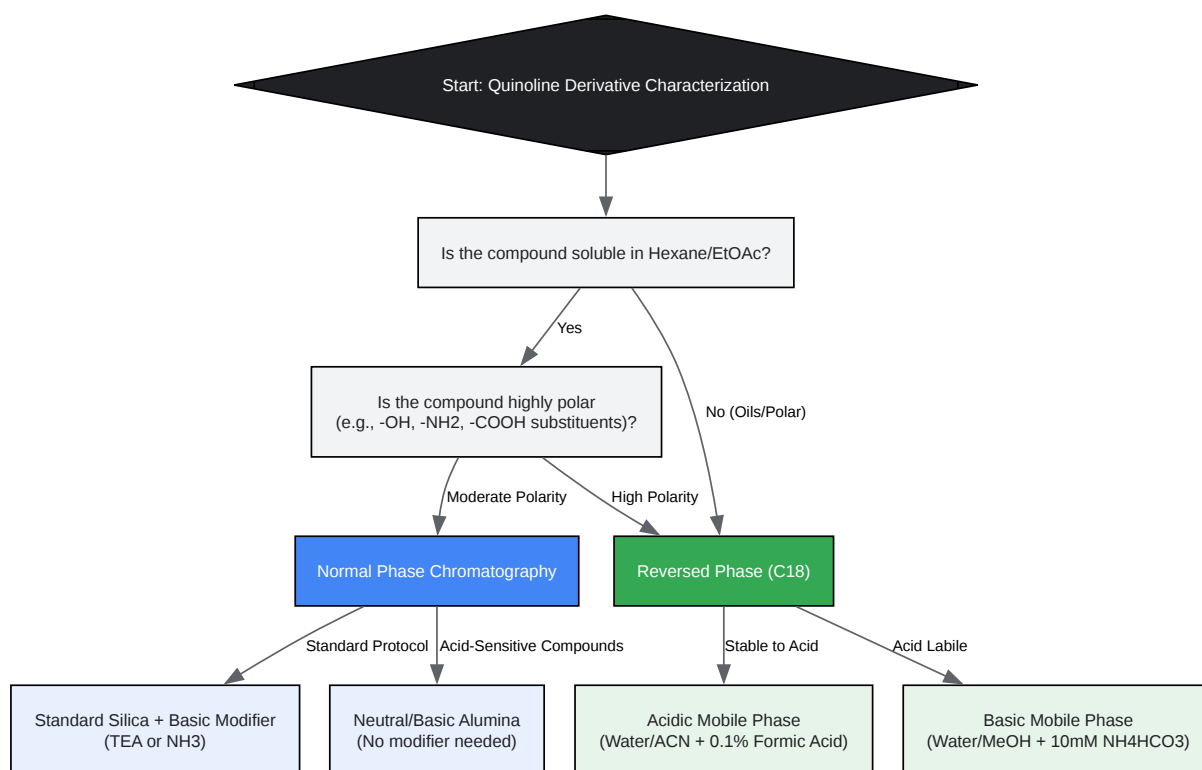 Start: Quinoline Derivative Characterization
Is the compound soluble in Hexane/EtOAc?
Yes
Is the compound highly polar
(e.g., -OH, -NH2, -COOH substituents)?
No (Oils/Polar)
Moderate Polarity
High Polarity
Normal Phase Chromatography
Reversed Phase (C18)
Standard Protocol
Acid-Sensitive Compounds
Stable to Acid
Acid Labile
Standard Silica + Basic Modifier
(TEA or NH3)
Neutral/Basic Alumina
(No modifier needed)
Acidic Mobile Phase
(Water/ACN + 0.1% Formic Acid)
Basic Mobile Phase
(Water/MeOH + 10mM NH4HCO3)